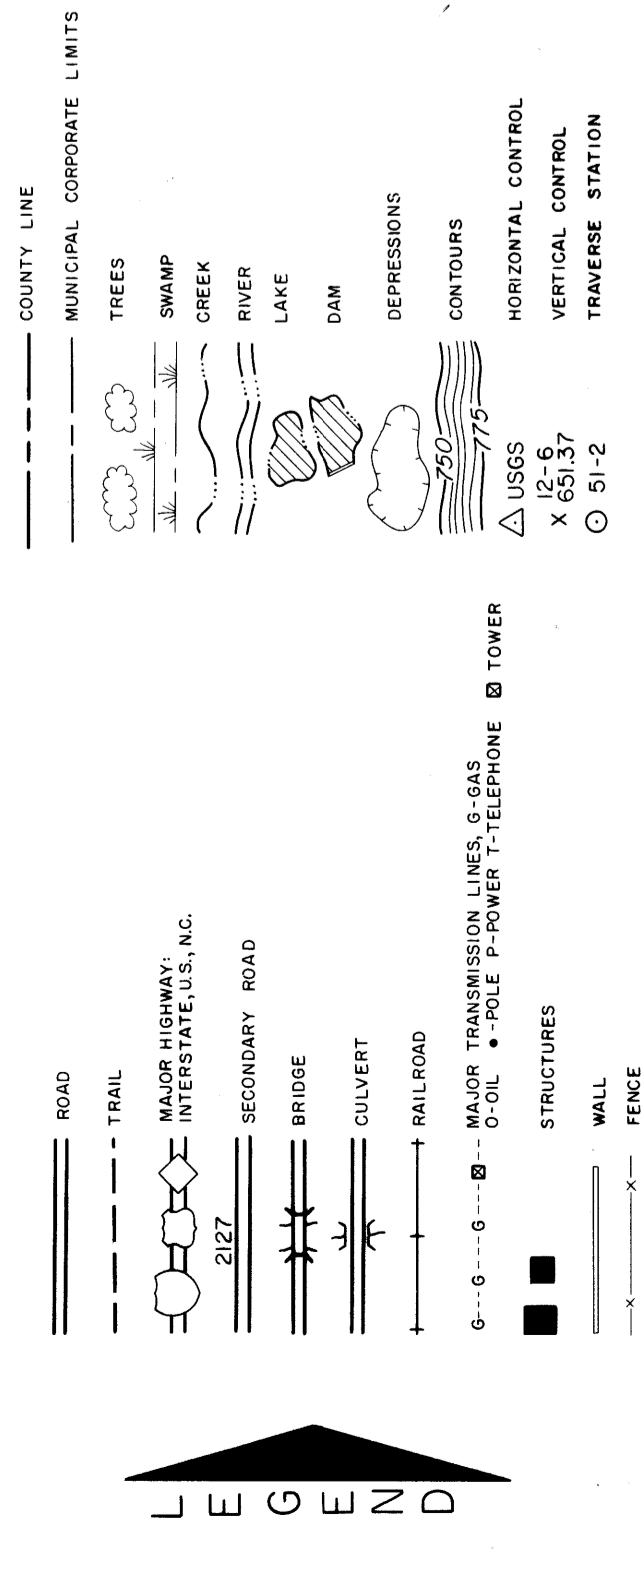 LEGEND
ROAD
TRAIL
MAJOR HIGHWAY:
INTERSTATE, U.S., N.C.
2127
SECONDARY ROAD
BRIDGE
CULVERT
RAILROAD
G---G----G----⊠-- MAJOR TRANSMISSION LINES, G-GAS
O-OIL ●-POLE P-POWER T-TELEPHONE ⊠ TOWER
STRUCTURES
WALL
FENCE
COUNTY LINE
MUNICIPAL CORPORATE LIMITS
TREES
SWAMP
CREEK
RIVER
LAKE
DAM
DEPRESSIONS
750
775
CONTOURS
USGS HORIZONTAL CONTROL
12-6
X 651.37
VERTICAL CONTROL
51-2 TRAVERSE STATION